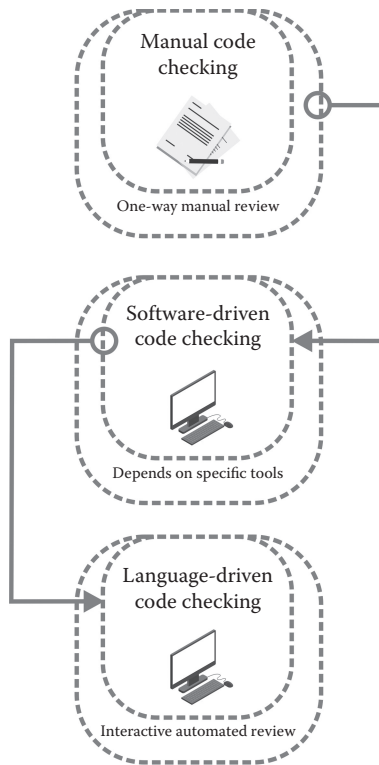 Manual code
checking
One-way manual review
Software-driven
code checking
Depends on specific tools
Language-driven
code checking
Interactive automated review